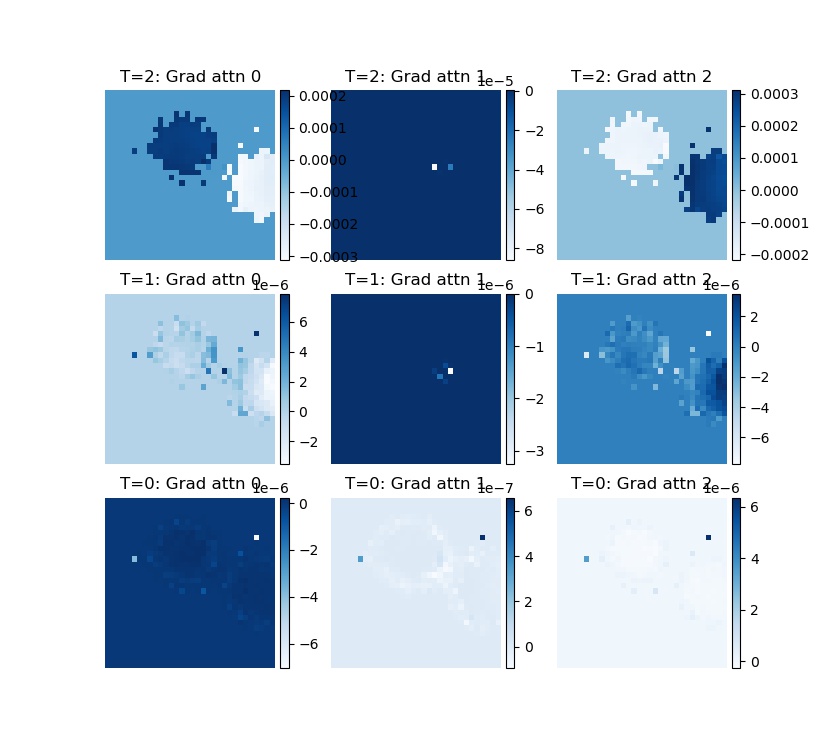 T=2: Grad attn 0
T=2: Grad attn 1
T=2: Grad attn 2
0.0002
0.0001
0.0000
−0.0001
−0.0002
−0.0003
1e−5
0
−2
−4
−6
−8
0.0003
0.0002
0.0001
0.0000
−0.0001
−0.0002
T=1: Grad attn 0
T=1: Grad attn 1
T=1: Grad attn 2
1e−6
6
4
2
0
−2
1e−6
0
−1
−2
−3
1e−6
2
0
−2
−4
−6
T=0: Grad attn 0
T=0: Grad attn 1
T=0: Grad attn 2
1e−6
0
−2
−4
−6
1e−7
6
4
2
0
1e−6
6
4
2
0